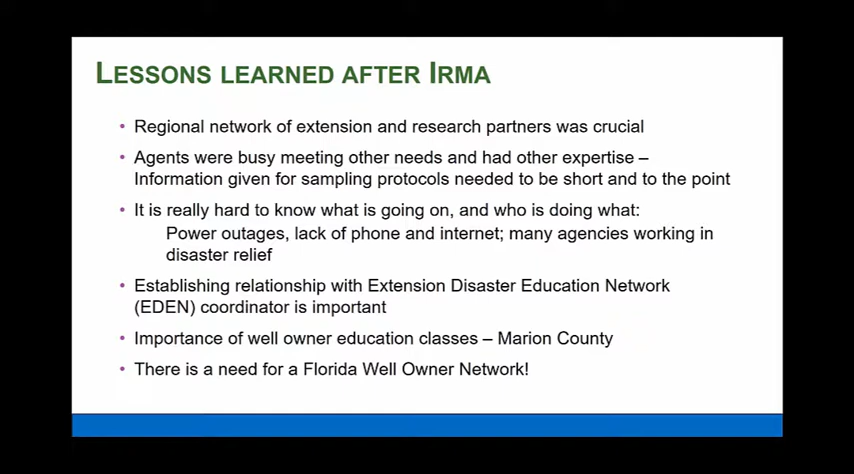 LESSONS LEARNED AFTER IRMA
• Regional network of extension and research partners was crucial
• Agents were busy meeting other needs and had other expertise –
Information given for sampling protocols needed to be short and to the point
• It is really hard to know what is going on, and who is doing what:
Power outages, lack of phone and internet; many agencies working in
disaster relief
• Establishing relationship with Extension Disaster Education Network
(EDEN) coordinator is important
• Importance of well owner education classes – Marion County
• There is a need for a Florida Well Owner Network!